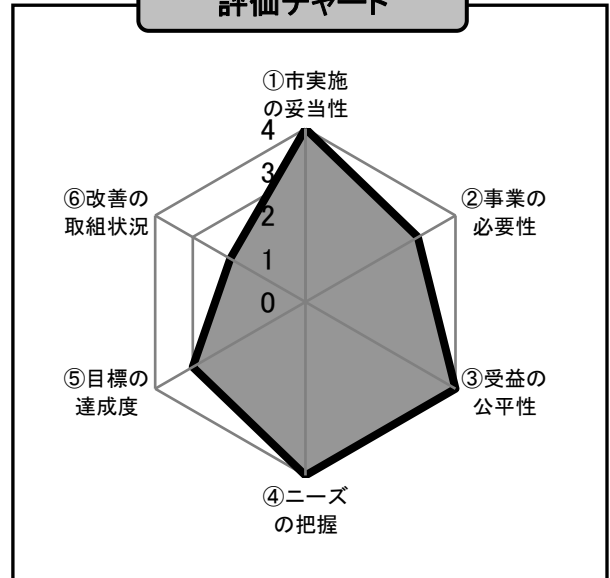 評価チャート
①市実施
の妥当性
4
3
2
1
0
②事業の
必要性
③受益の
公平性
④ニーズ
の把握
⑤目標の
達成度
⑥改善の
取組状況